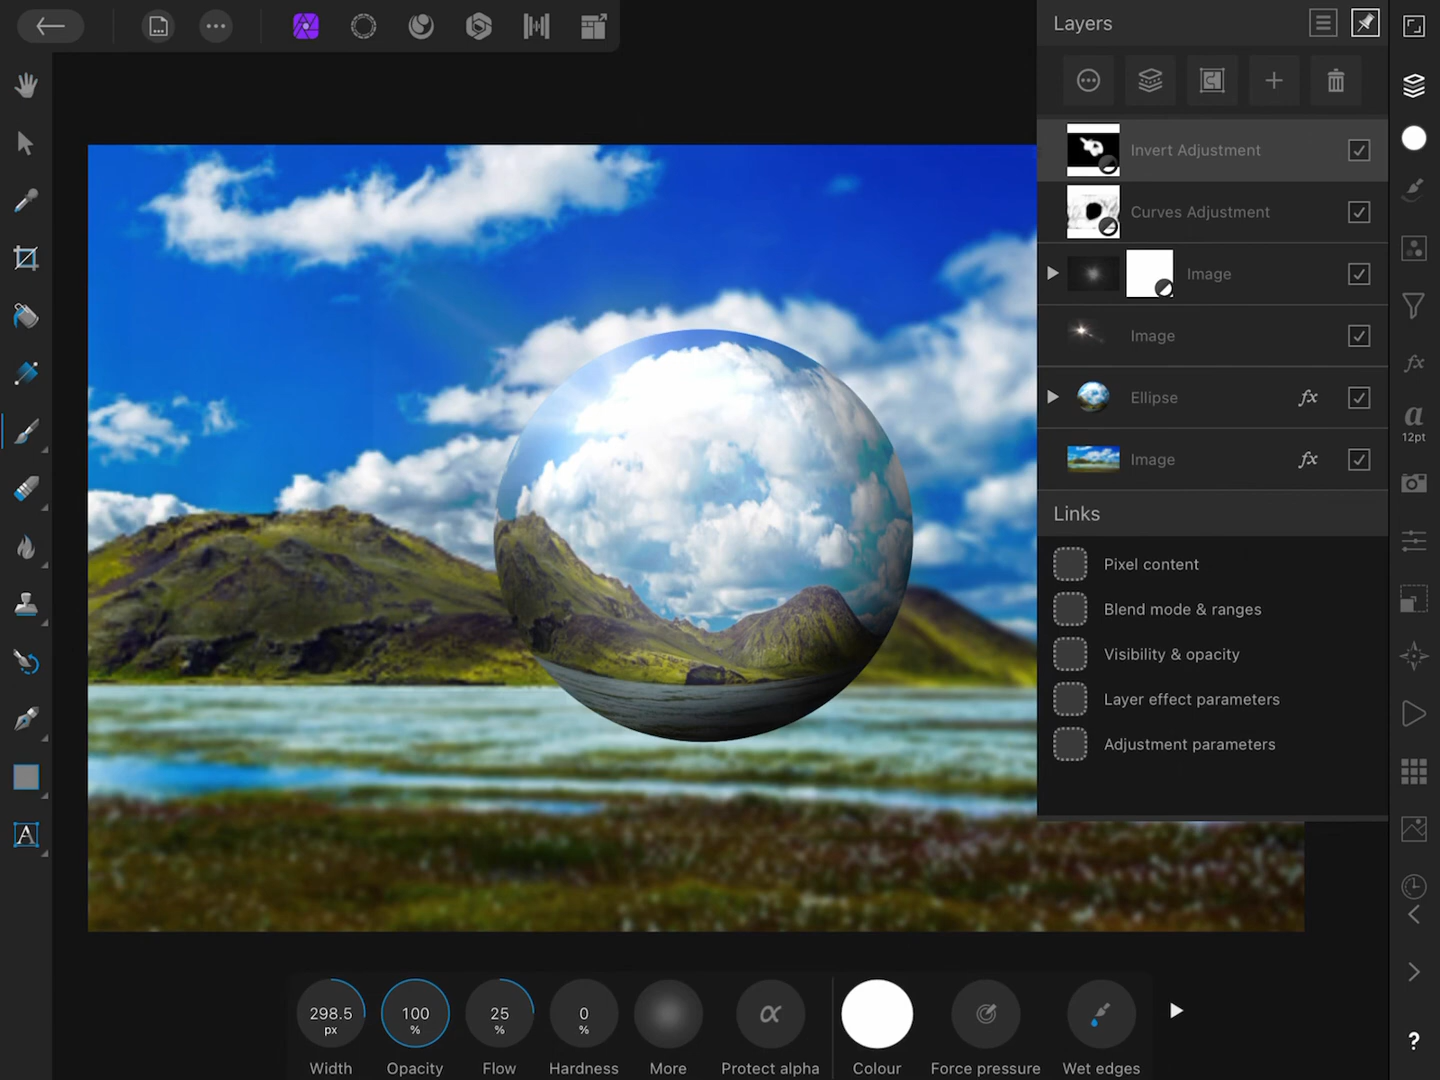 Layers
Invert Adjustment
Curves Adjustment
Image
Image
Ellipse
fx
Image
fx
Links
Pixel content
Blend mode & ranges
Visibility & opacity
Layer effect parameters
Adjustment parameters
fx
a
12pt
A
298.5
px
Width
100
%
Opacity
25
%
Flow
0
%
Hardness
More
α
Protect alpha
Colour
Force pressure
Wet edges
?